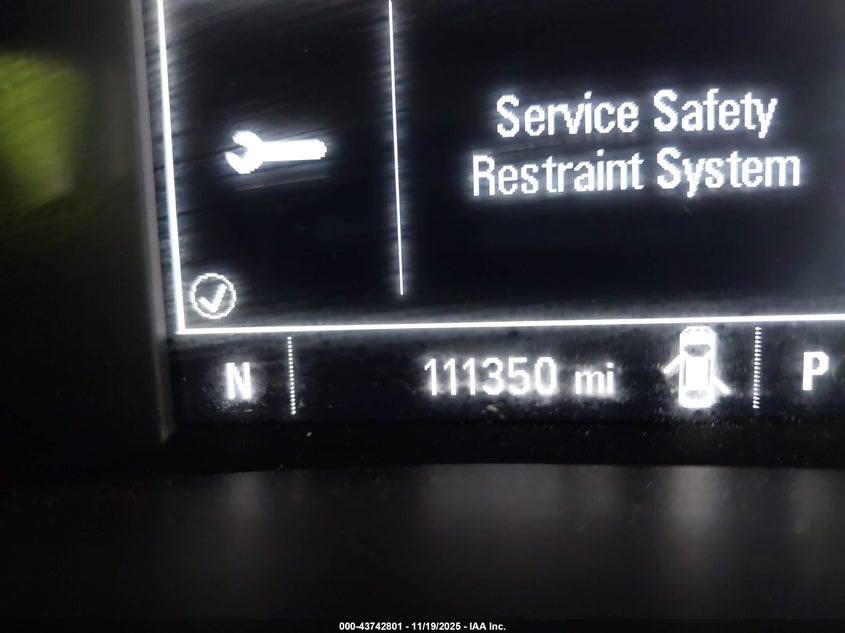 Service Safety
Restraint System
N 111350 mi P
000-43742801 - 11/19/2025 - IAA Inc.